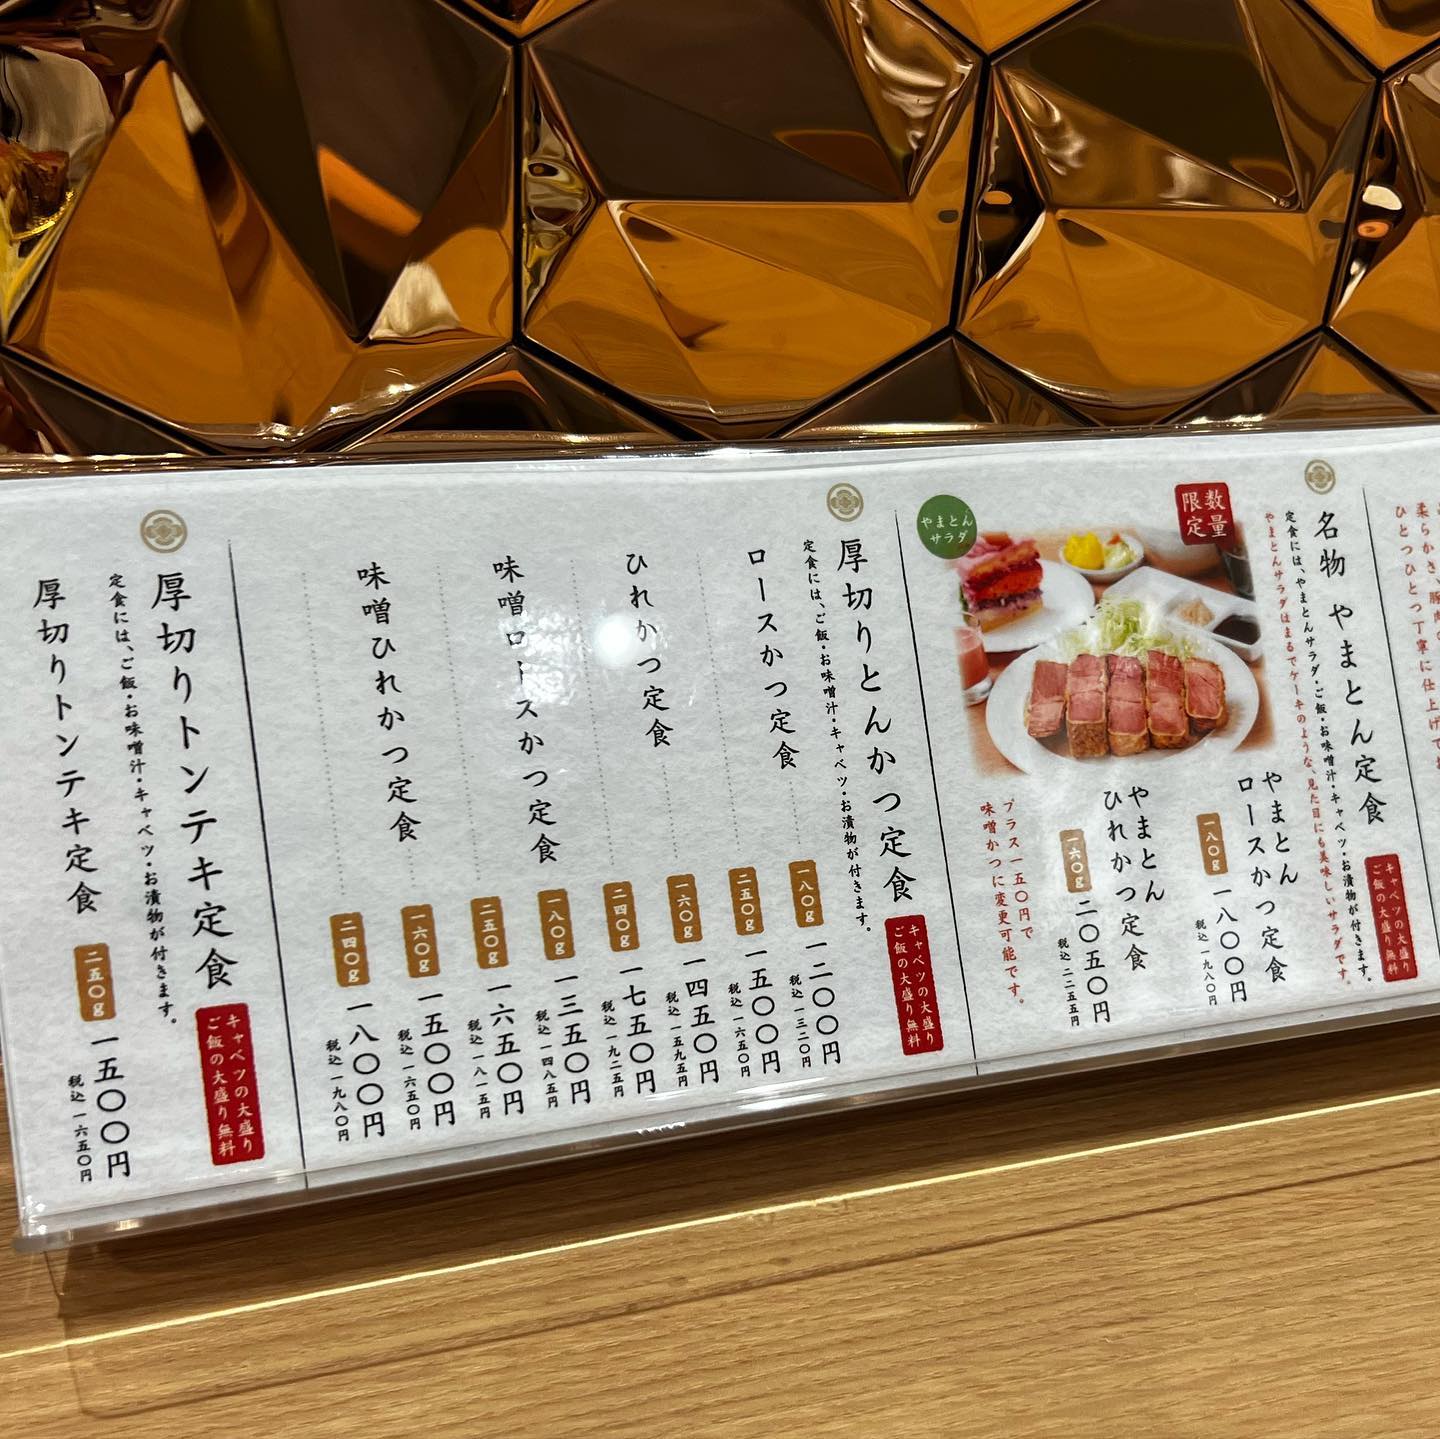 柔らかき、豚肉の
ひとつひとつ丁寧に仕上げてお
名物 やまとん定食
キャベツの大盛り
ご飯の大盛り無料
定食には、やまとんサラダ・ご飯・お味噌汁・キャベツ・お漬物が付きます。
やまとんサラダはまるでケーキのような、見た目にも美味しいサラダです。
数量
限定
やまとん
サラダ
やまとん
ロースかつ定食
一八〇g
一八〇〇円
税込 一九八〇円
やまとん
ひれかつ定食
一六〇g
二〇五〇円
税込 二二五五円
プラス一五〇円で
味噌かつに変更可能です。
厚切りとんかつ定食
キャベツの大盛り
ご飯の大盛り無料
定食には、ご飯・お味噌汁・キャベツ・お漬物が付きます。
ロースかつ定食
一八〇g 一二〇〇円
税込 一三二〇円
二五〇g 一五〇〇円
税込 一六五〇円
ひれかつ定食
一六〇g 一四五〇円
税込 一五九五円
二四〇g 一七五〇円
税込 一九二五円
味噌ロースかつ定食
一八〇g 一三五〇円
税込 一四八五円
二五〇g 一六五〇円
税込 一八一五円
味噌ひれかつ定食
一六〇g 一五〇〇円
税込 一六五〇円
二四〇g 一八〇〇円
税込 一九八〇円
厚切りトンテキ定食
キャベツの大盛り
ご飯の大盛り無料
定食には、ご飯・お味噌汁・キャベツ・お漬物が付きます。
厚切りトンテキ定食
二五〇g 一五〇〇円
税込 一六五〇円